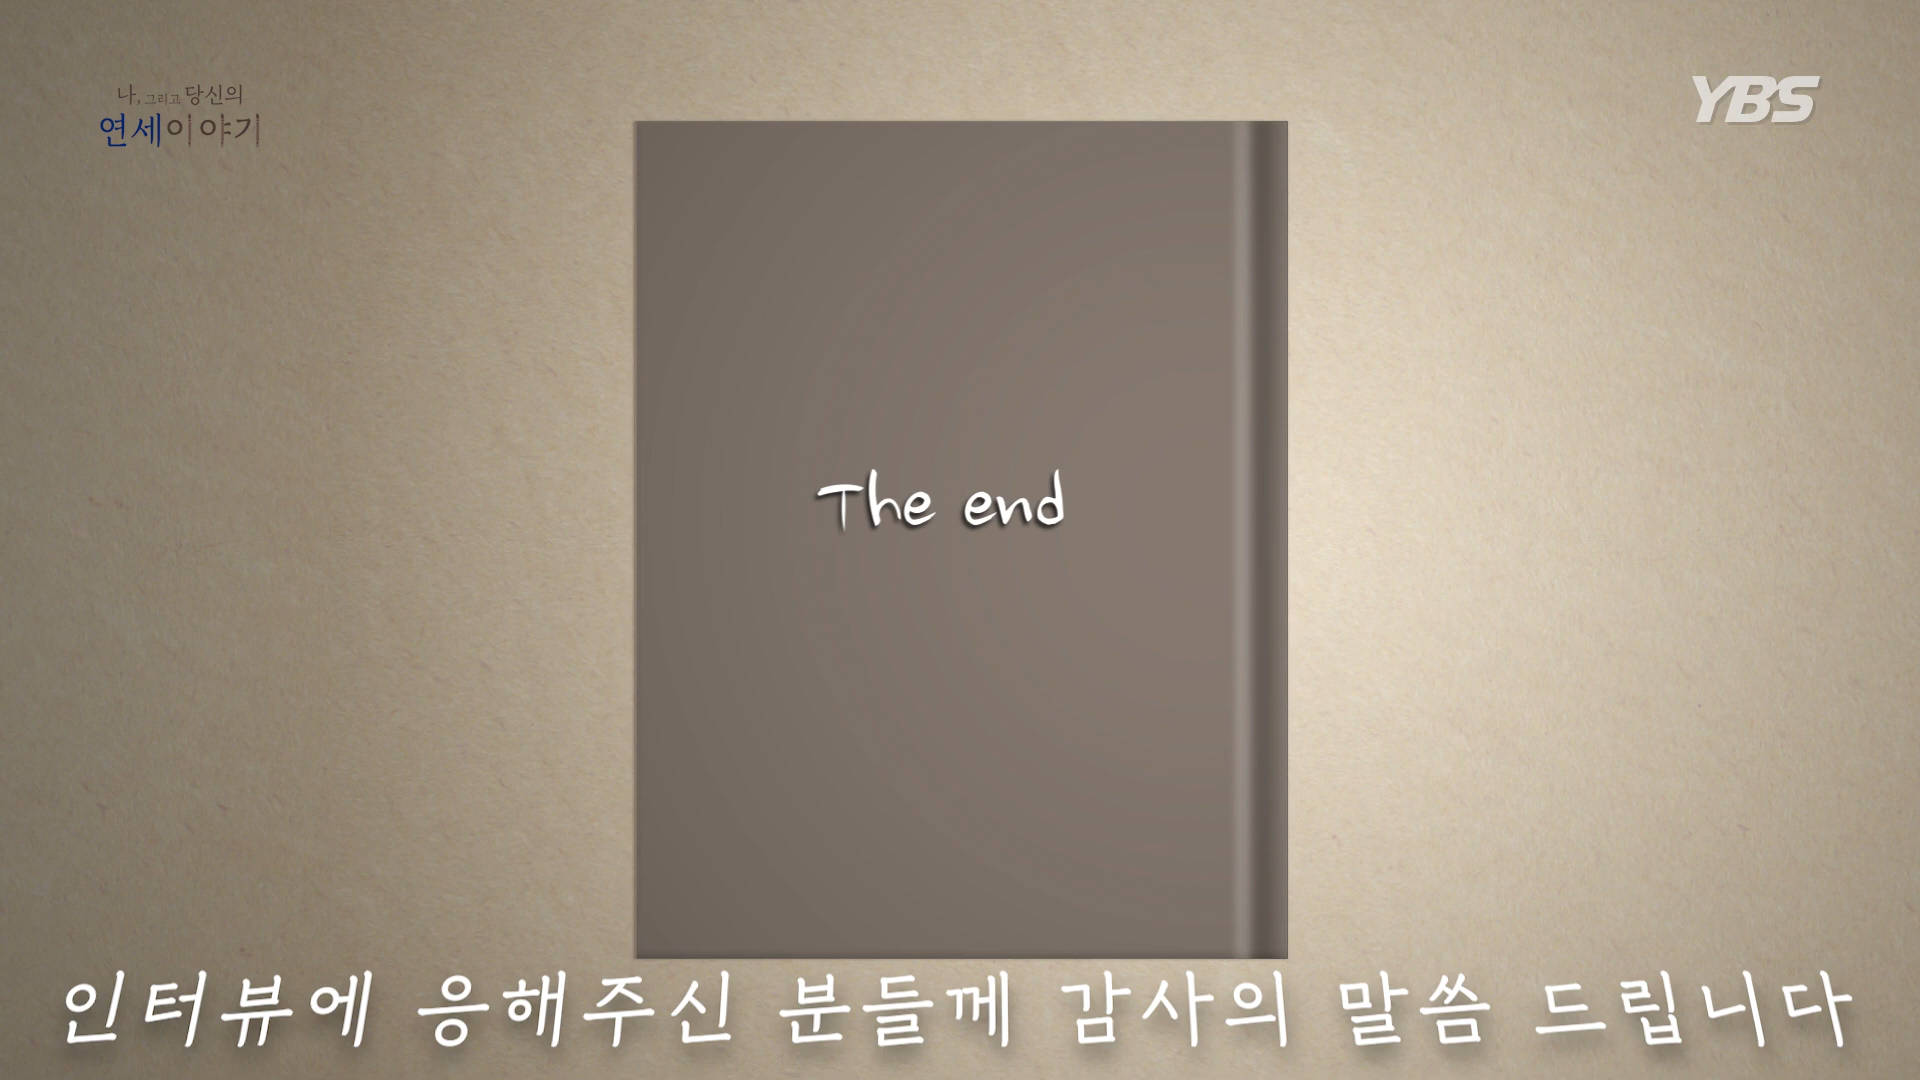 나, 그리고 당신의
연세이야기
YBS
The end
인터뷰에 응해주신 분들께 감사의 말씀 드립니다